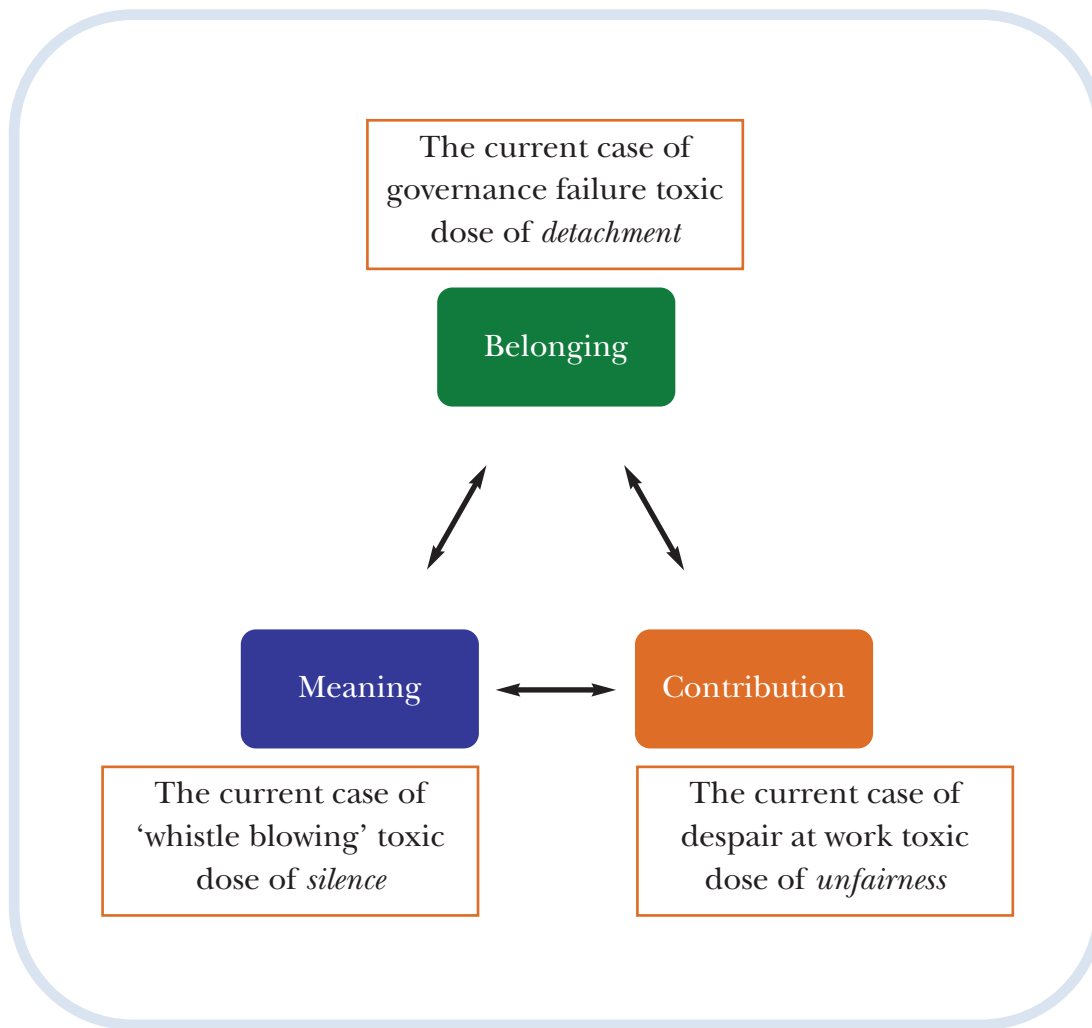 The current case of
governance failure toxic
dose of detachment
Belonging
Meaning
Contribution
The current case of
‘whistle blowing’ toxic
dose of silence
The current case of
despair at work toxic
dose of unfairness